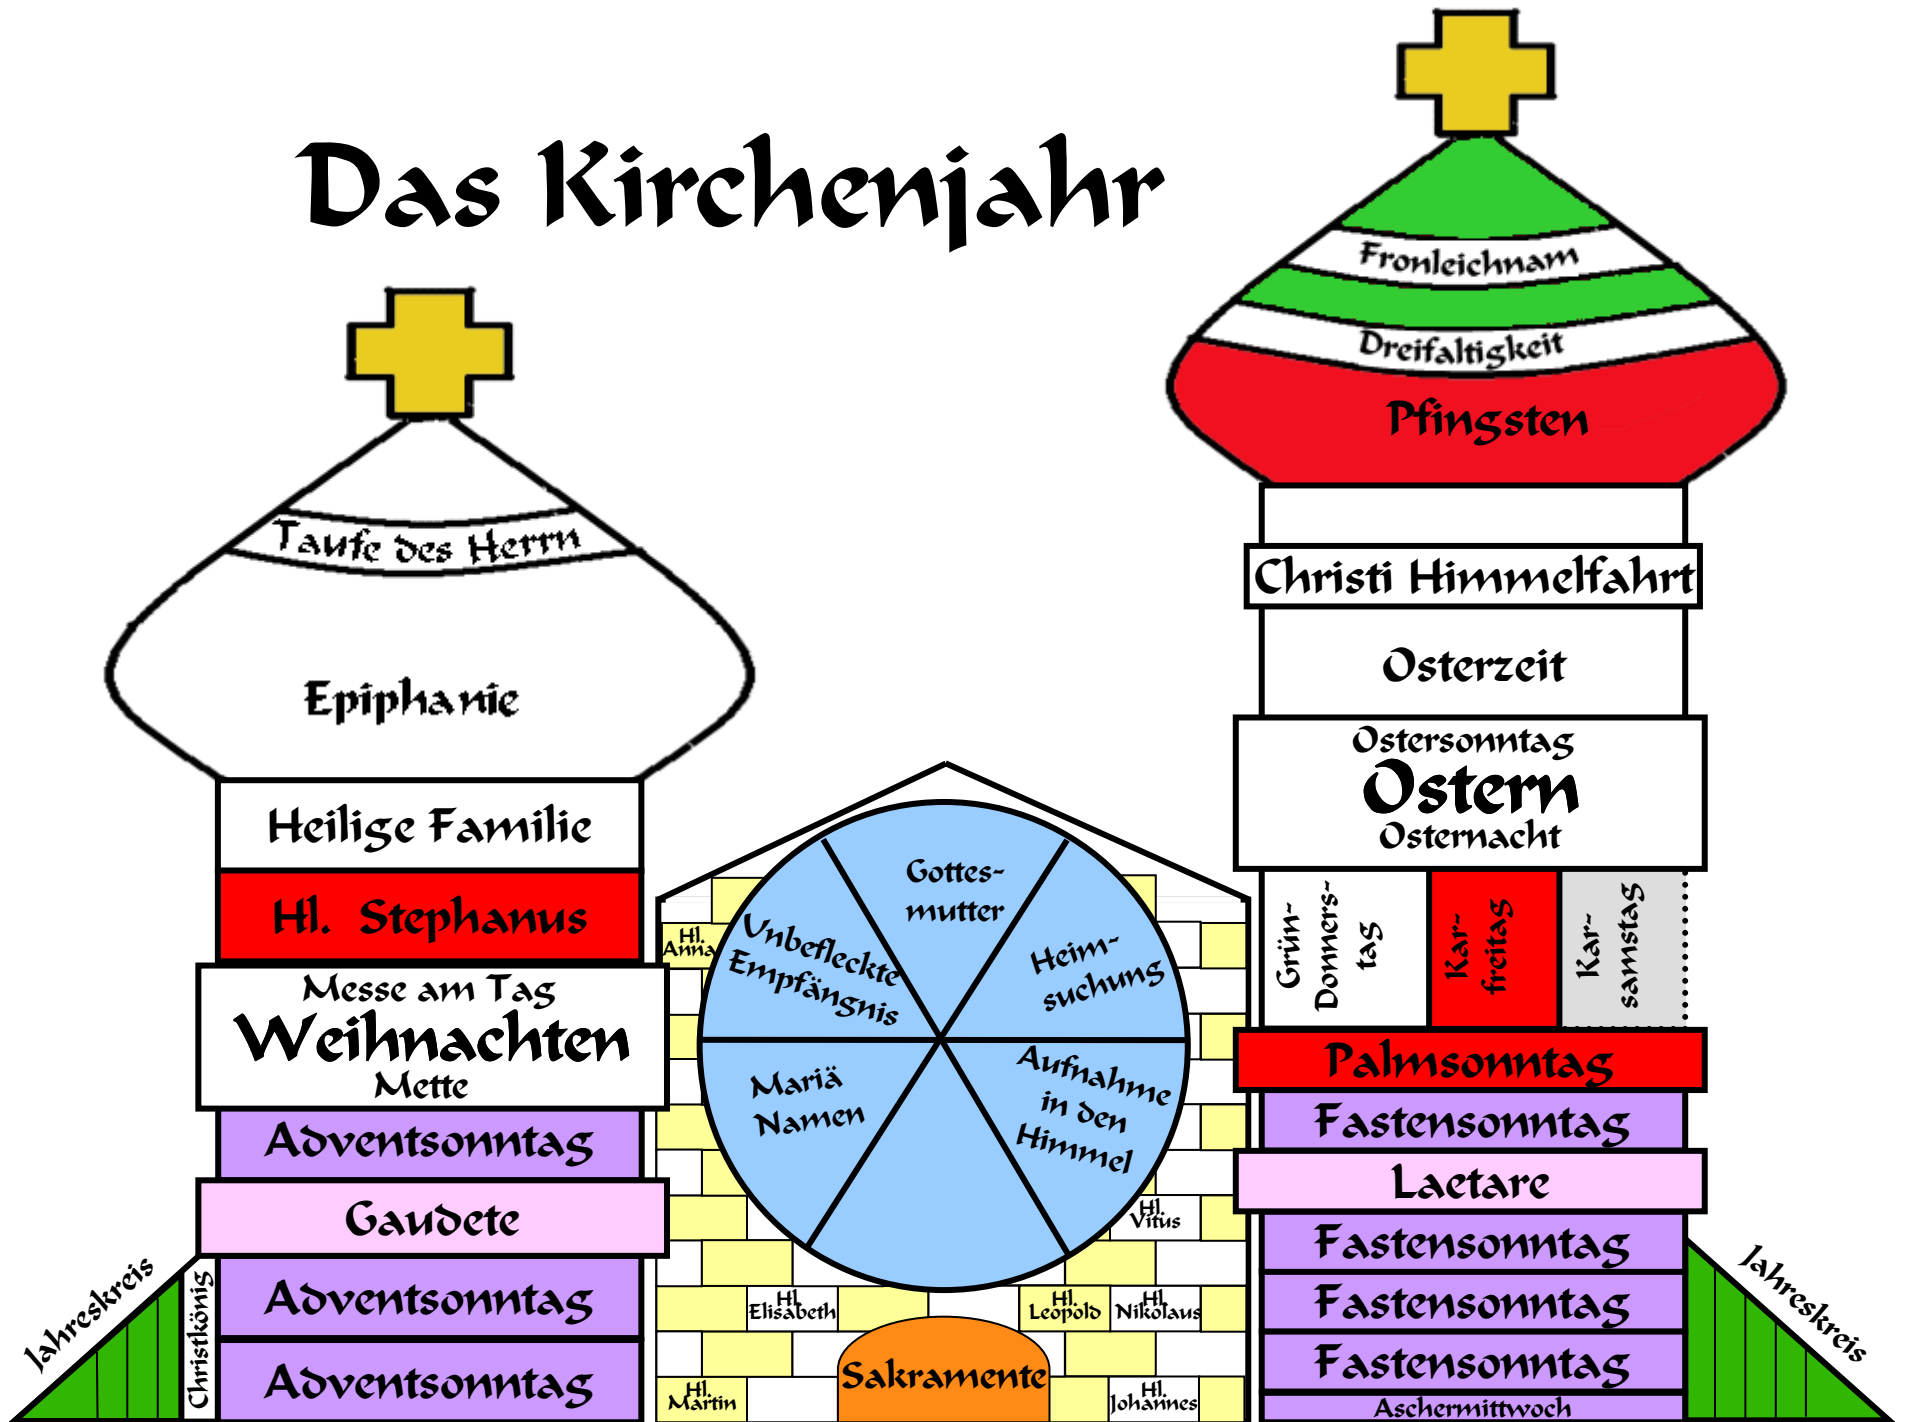 Das Kirchenjahr
Taufe des Herrn
Epiphanie
Heilige Familie
Hl. Stephanus
Messe am Tag
Weihnachten
Mette
Adventsonntag
Gaudete
Adventsonntag
Adventsonntag
Jahreskreis
Christkönig
Gottes-
mutter
Unbefleckte
Empfängnis
Heim-
suchung
Mariä
Namen
Aufnahme
in den
Himmel
Hl.
Anna
Hl.
Vitus
Hl.
Elisabeth
Hl.
Leopold
Hl.
Nikolaus
Hl.
Martin
Sakramente
Hl.
Johannes
Fronleichnam
Dreifaltigkeit
Pfingsten
Christi Himmelfahrt
Osterzeit
Ostersonntag
Ostern
Osternacht
Grün-
Donners-
tag
Kar-
freitag
Kar-
samstag
Palmsonntag
Fastensonntag
Laetare
Fastensonntag
Fastensonntag
Fastensonntag
Aschermittwoch
Jahreskreis